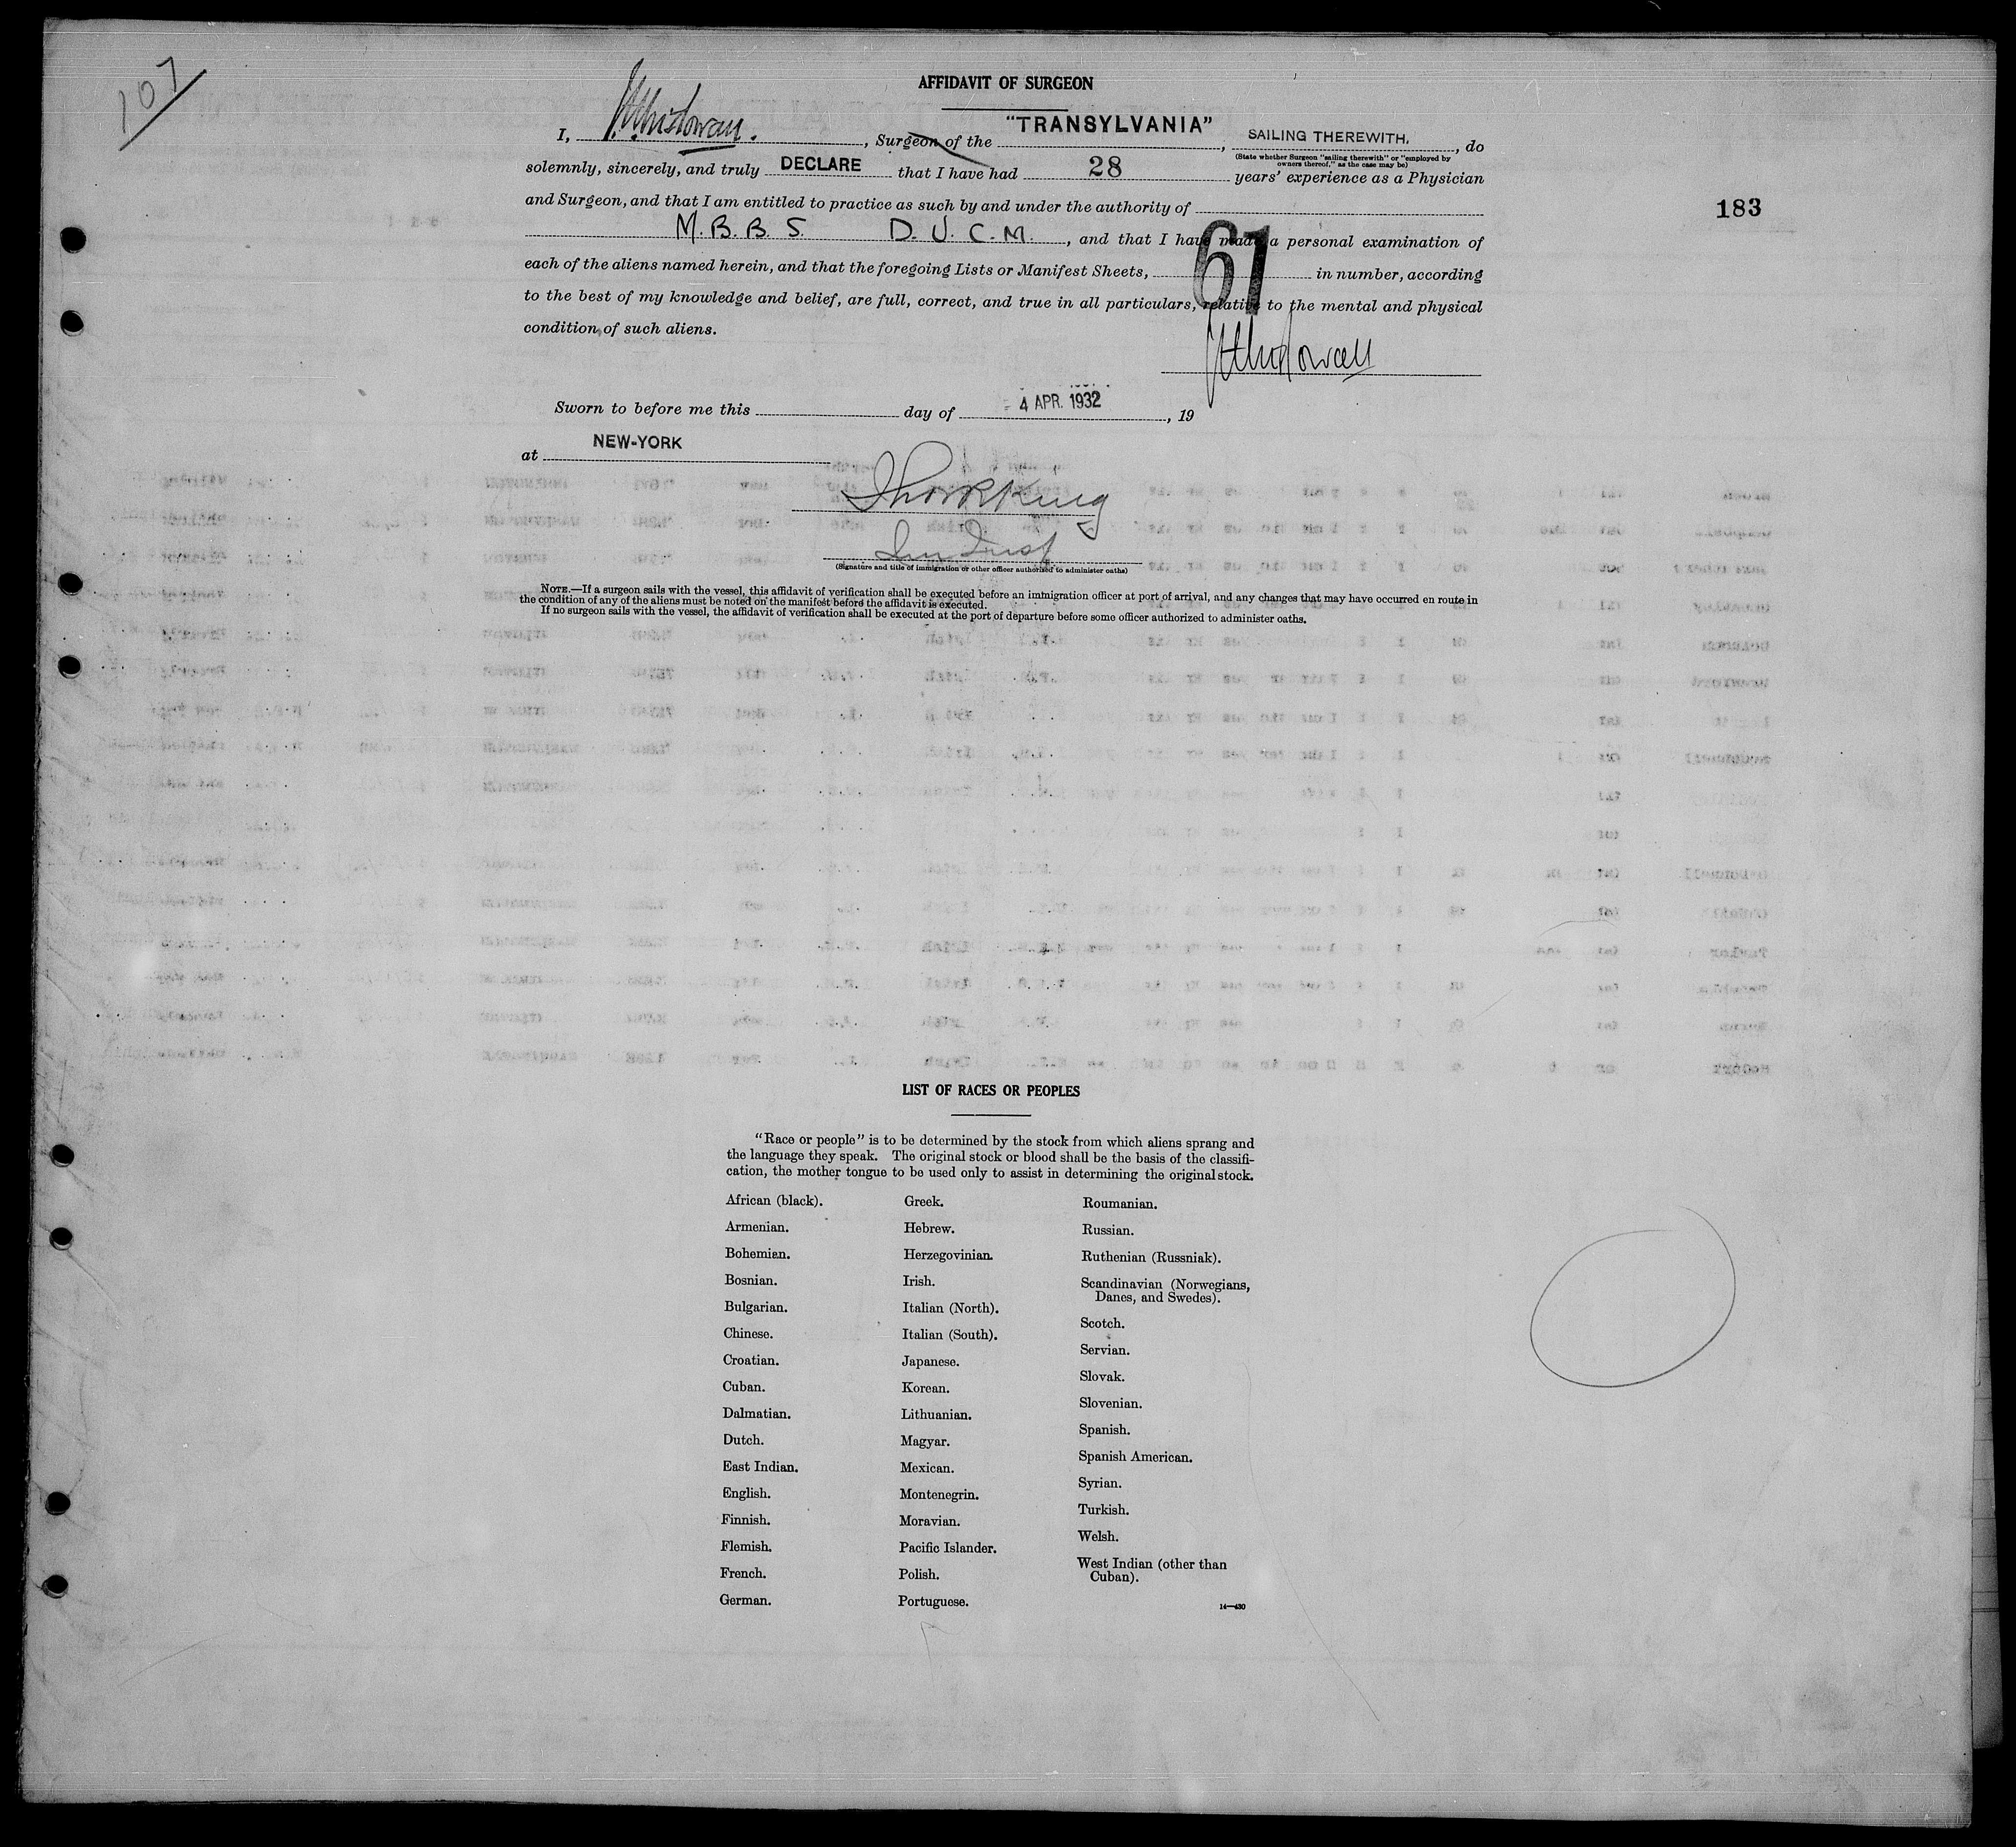 107
AFFIDAVIT OF SURGEON
I, , Surgeon of the "TRANSYLVANIA", SAILING THEREWITH, do
(State whether Surgeon "sailing therewith" or "employed by owners thereof," as the case may be)
solemnly, sincerely, and truly DECLARE that I have had 28 years' experience as a Physician
and Surgeon, and that I am entitled to practice as such by and under the authority of
183
M.B.B.S. D.J.C.M., and that I have made a personal examination of
each of the aliens named herein, and that the foregoing Lists or Manifest Sheets, 61 in number, according
to the best of my knowledge and belief, are full, correct, and true in all particulars, relative to the mental and physical
condition of such aliens.
Sworn to before me this day of 4 APR. 1932, 19
at NEW-YORK
(Signature and title of immigration or other officer authorized to administer oaths)
NOTE.—If a surgeon sails with the vessel, this affidavit of verification shall be executed before an immigration officer at port of arrival, and any changes that may have occurred en route in
the condition of any of the aliens must be noted on the manifest before the affidavit is executed.
If no surgeon sails with the vessel, the affidavit of verification shall be executed at the port of departure before some officer authorized to administer oaths.
LIST OF RACES OR PEOPLES
"Race or people" is to be determined by the stock from which aliens sprang and
the language they speak. The original stock or blood shall be the basis of the classifi-
cation, the mother tongue to be used only to assist in determining the original stock.
African (black).
Armenian.
Bohemian.
Bosnian.
Bulgarian.
Chinese.
Croatian.
Cuban.
Dalmatian.
Dutch.
East Indian.
English.
Finnish.
Flemish.
French.
German.
Greek.
Hebrew.
Herzegovinian.
Irish.
Italian (North).
Italian (South).
Japanese.
Korean.
Lithuanian.
Magyar.
Mexican.
Montenegrin.
Moravian.
Pacific Islander.
Polish.
Portuguese.
Roumanian.
Russian.
Ruthenian (Russniak).
Scandinavian (Norwegians,
Danes, and Swedes).
Scotch.
Servian.
Slovak.
Slovenian.
Spanish.
Spanish American.
Syrian.
Turkish.
Welsh.
West Indian (other than
Cuban).
14—430